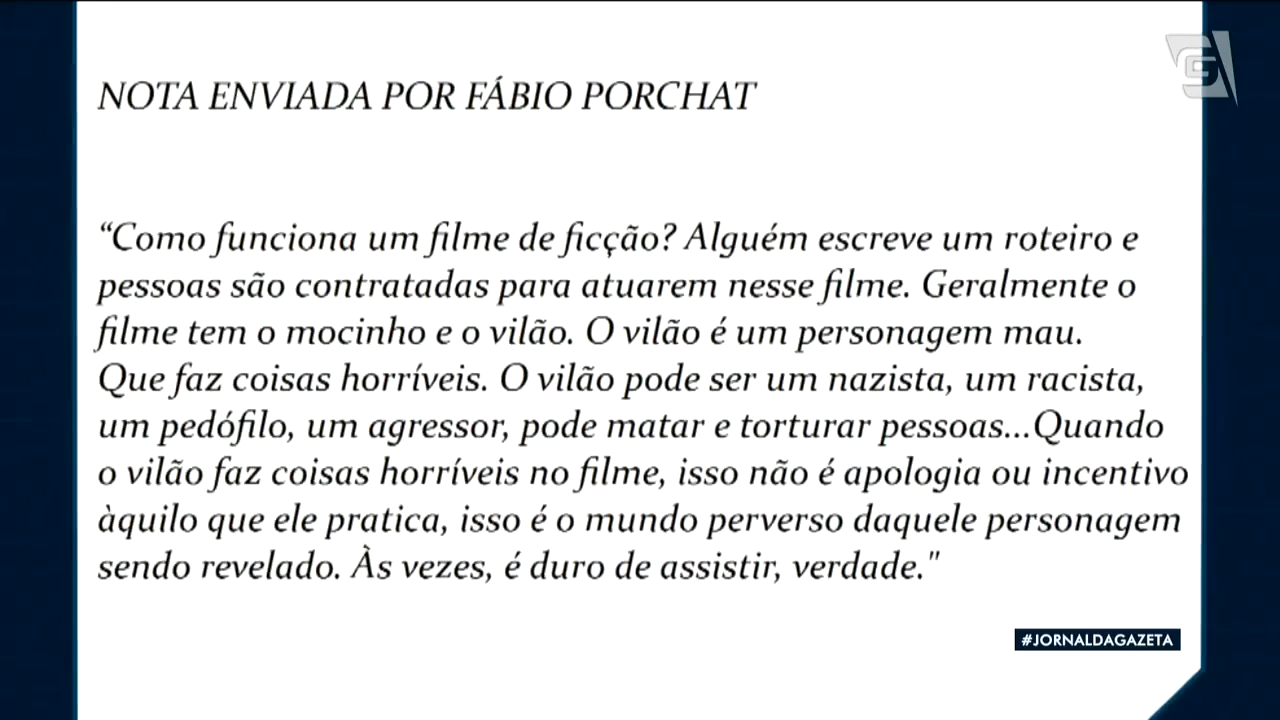 NOTA ENVIADA POR FÁBIO PORCHAT
“Como funciona um filme de ficção? Alguém escreve um roteiro e
pessoas são contratadas para atuarem nesse filme. Geralmente o
filme tem o mocinho e o vilão. O vilão é um personagem mau.
Que faz coisas horríveis. O vilão pode ser um nazista, um racista,
um pedófilo, um agressor, pode matar e torturar pessoas...Quando
o vilão faz coisas horríveis no filme, isso não é apologia ou incentivo
àquilo que ele pratica, isso é o mundo perverso daquele personagem
sendo revelado. Às vezes, é duro de assistir, verdade."
#JORNALDAGAZETA